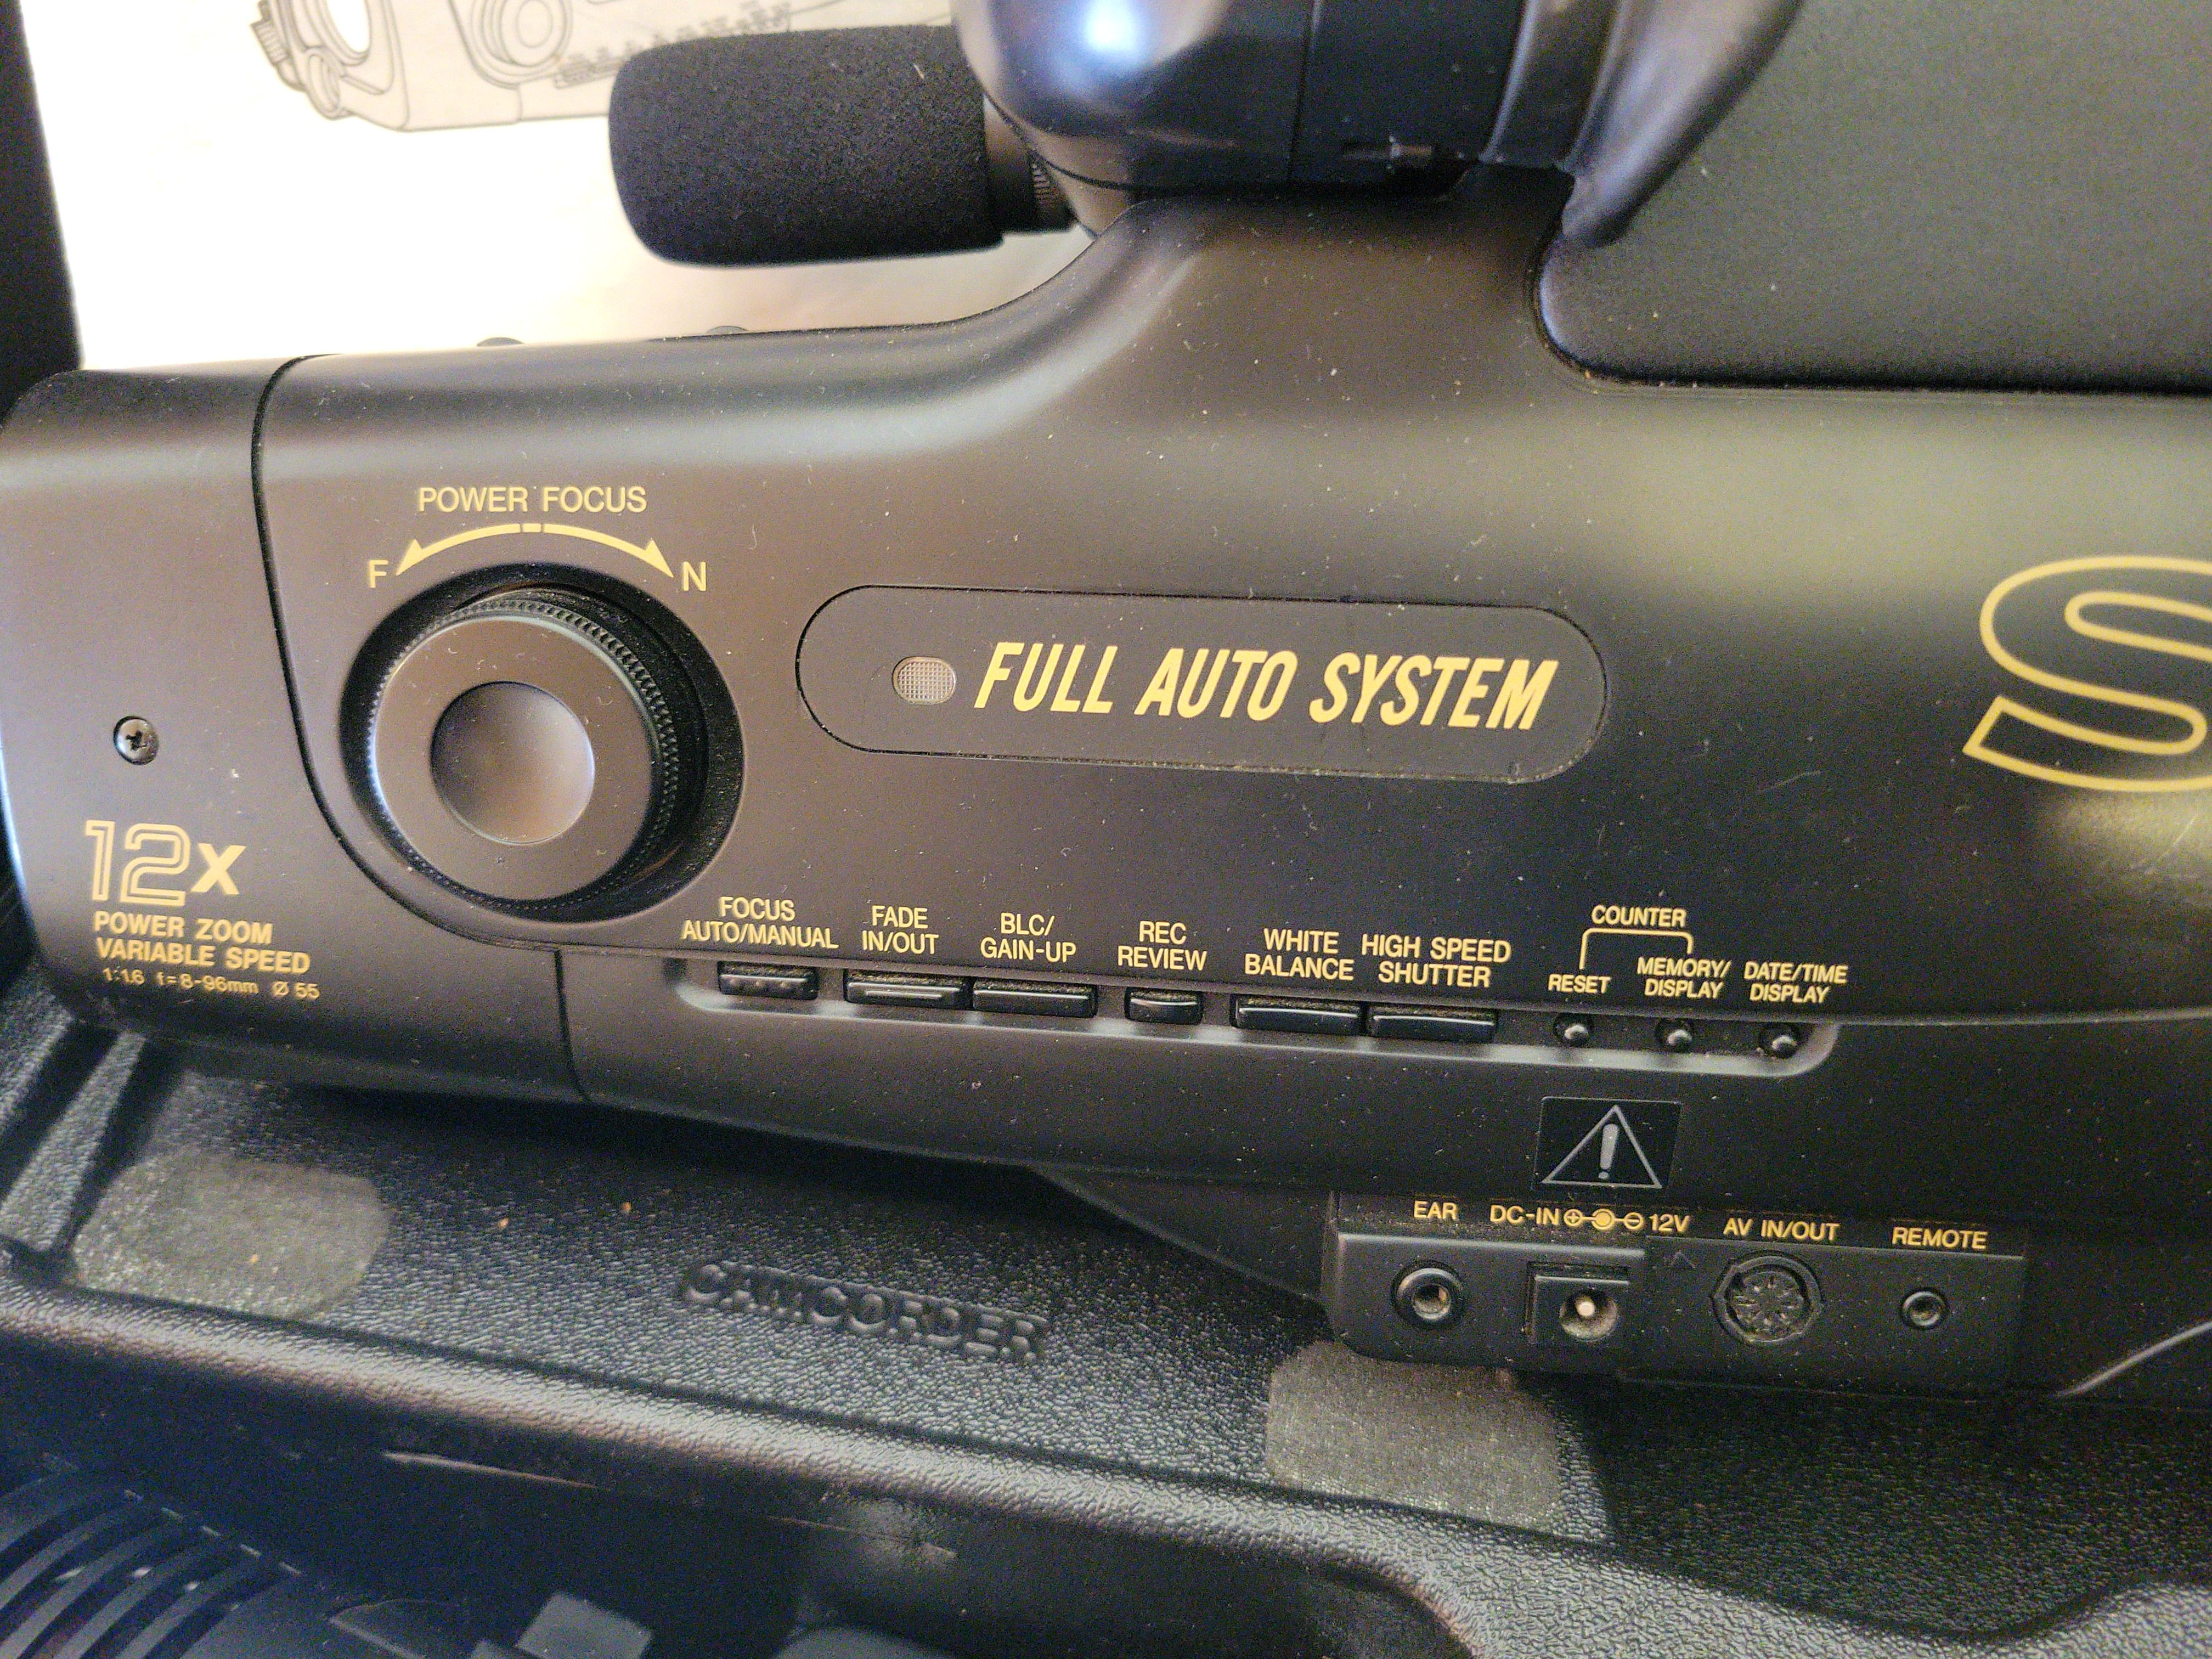 POWER FOCUS
F N
FULL AUTO SYSTEM
S
12x
POWER ZOOM
VARIABLE SPEED
1:1.6 f=8-96mm Ø 55
FOCUS
AUTO/MANUAL
FADE
IN/OUT
BLC/
GAIN-UP
REC
REVIEW
WHITE
BALANCE
HIGH SPEED
SHUTTER
COUNTER
RESET
MEMORY/
DISPLAY
DATE/TIME
DISPLAY
EAR
DC-IN 12V
AV IN/OUT
REMOTE
CAMCORDER